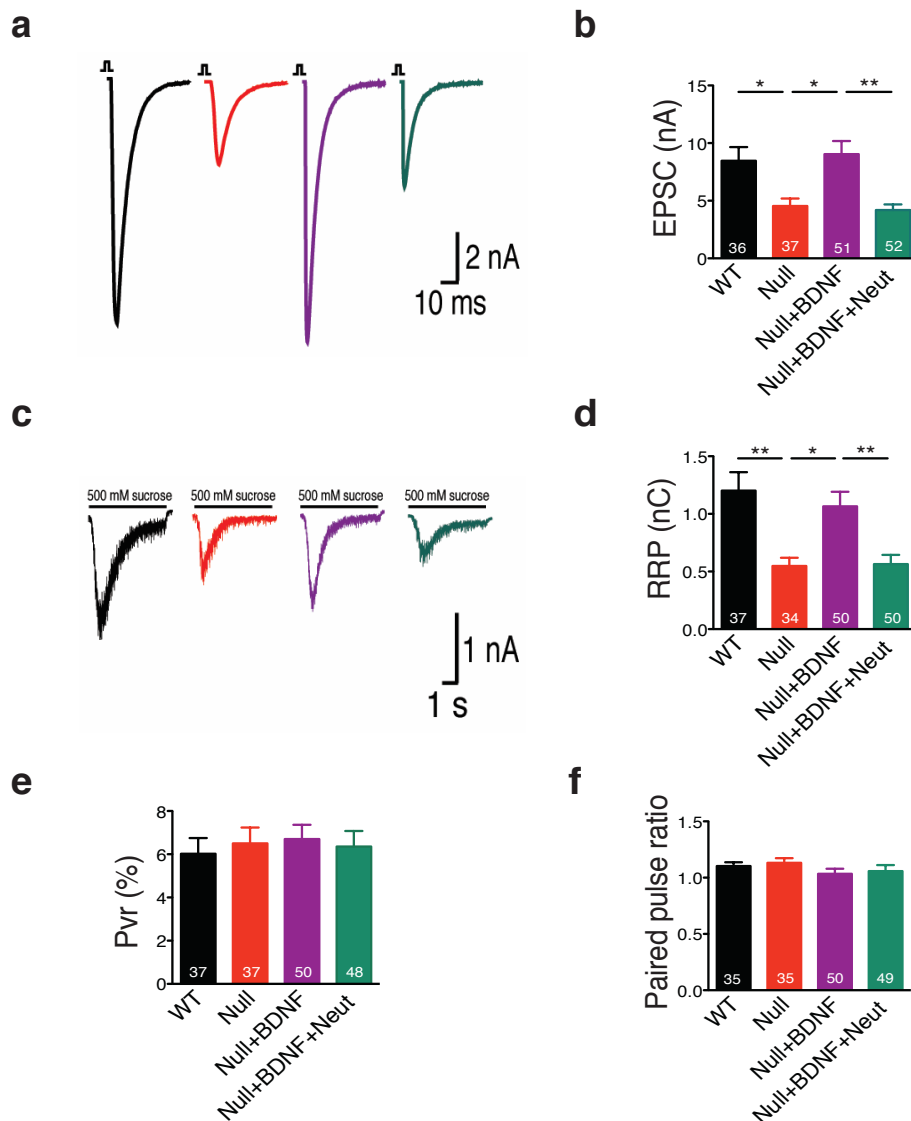 a
2 nA
10 ms
b
EPSC (nA)
15
10
5
0
* * **
36 37 51 52
WT
Null
Null+BDNF
Null+BDNF+Neut
c
500 mM sucrose 500 mM sucrose 500 mM sucrose 500 mM sucrose
1 nA
1 s
d
RRP (nC)
1.5
1.0
0.5
0.0
** * **
37 34 50 50
WT
Null
Null+BDNF
Null+BDNF+Neut
e
Pvr (%)
8
6
4
2
0
37 37 50 48
WT
Null
Null+BDNF
Null+BDNF+Neut
f
Paired pulse ratio
1.5
1.0
0.5
0.0
35 35 50 49
WT
Null
Null+BDNF
Null+BDNF+Neut